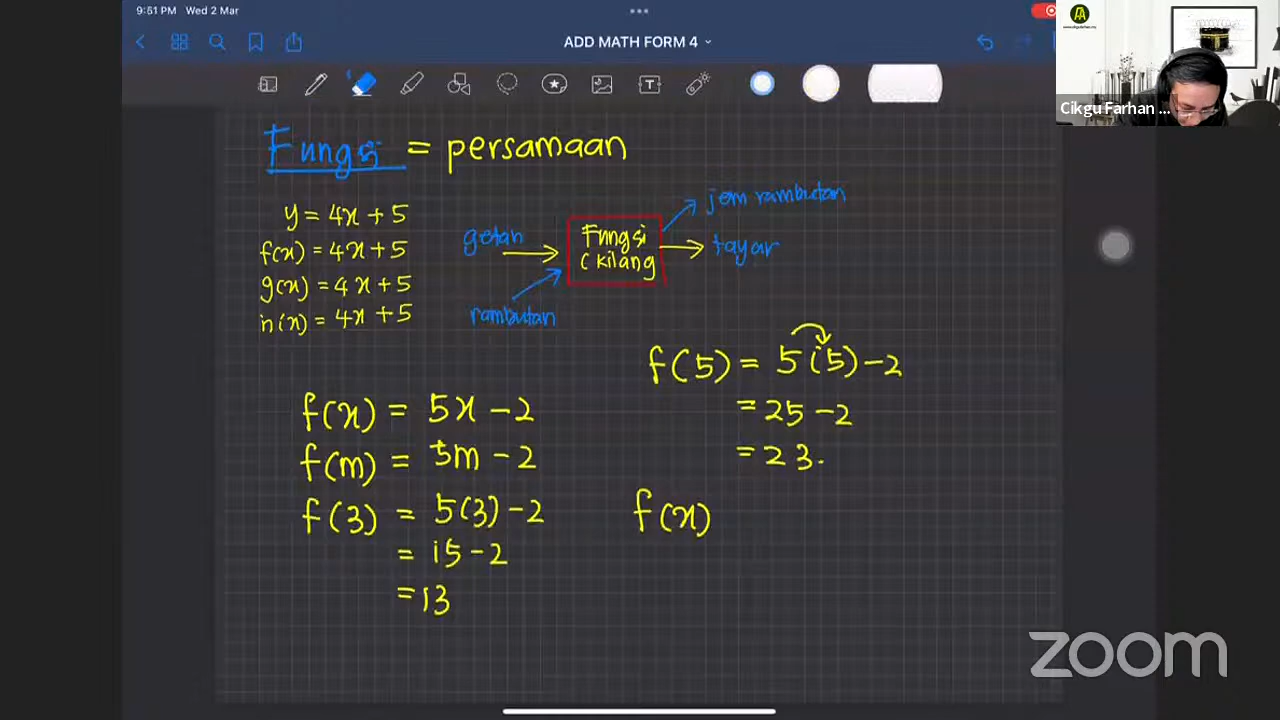 9:51 PM Wed 2 Mar
ADD MATH FORM 4
Cikgu Farhan ...
Fungsi = persamaan
y = 4x + 5
f(x) = 4x + 5
g(x) = 4x + 5
h(x) = 4x + 5
getah
rambutan
Fungsi
( kilang
jem rambutan
tayar
f(x) = 5x - 2
f(m) = 5m - 2
f(3) = 5(3) - 2
= 15 - 2
= 13
f(5) = 5(5) - 2
= 25 - 2
= 23.
f(x)
zoom